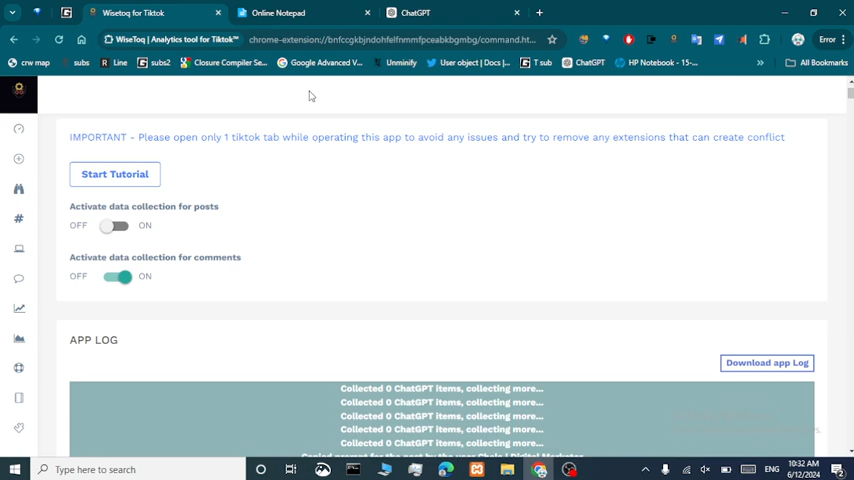 Wisetoq for Tiktok
Online Notepad
ChatGPT
WiseToq | Analytics tool for Tiktok™
chrome-extension://bnfccgkbjndohfelfnmmfpceabkbgmbg/command.ht...
Error
crw map
subs
Line
subs2
Closure Compiler Se...
Google Advanced V...
Unminify
User object | Docs |...
T sub
ChatGPT
HP Notebook - 15-...
All Bookmarks
IMPORTANT - Please open only 1 tiktok tab while operating this app to avoid any issues and try to remove any extensions that can create conflict
Start Tutorial
Activate data collection for posts
OFF ON
Activate data collection for comments
OFF ON
APP LOG
Download app Log
Collected 0 ChatGPT items, collecting more...
Collected 0 ChatGPT items, collecting more...
Collected 0 ChatGPT items, collecting more...
Collected 0 ChatGPT items, collecting more...
Collected 0 ChatGPT items, collecting more...
Type here to search
ENG
10:32 AM
6/12/2024
2